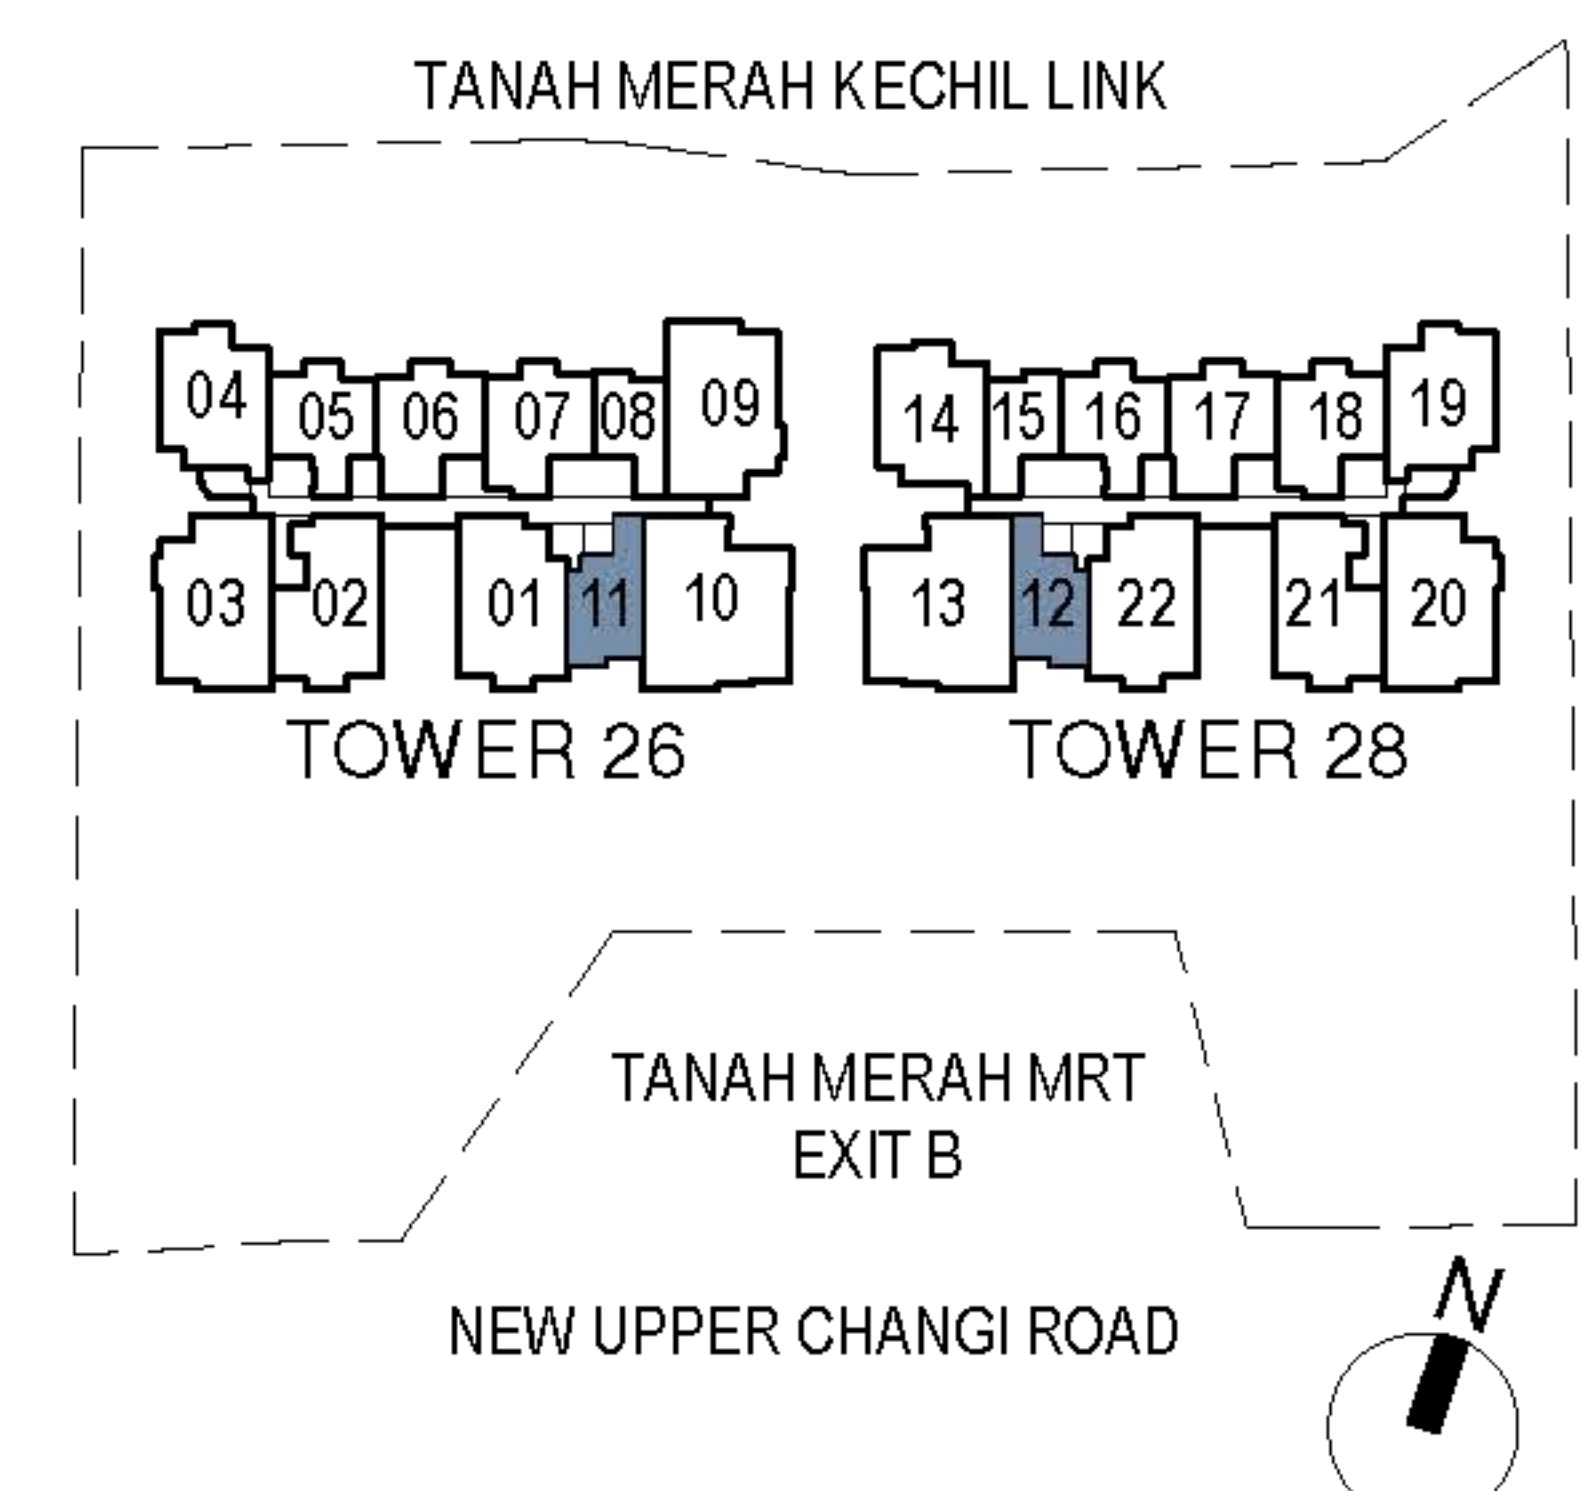 TANAH MERAH KECHIL LINK
04 05 06 07 08 09 14 15 16 17 18 19
03 02 01 11 10 13 12 22 21 20
TOWER 26 TOWER 28
TANAH MERAH MRT
EXIT B
NEW UPPER CHANGI ROAD
N